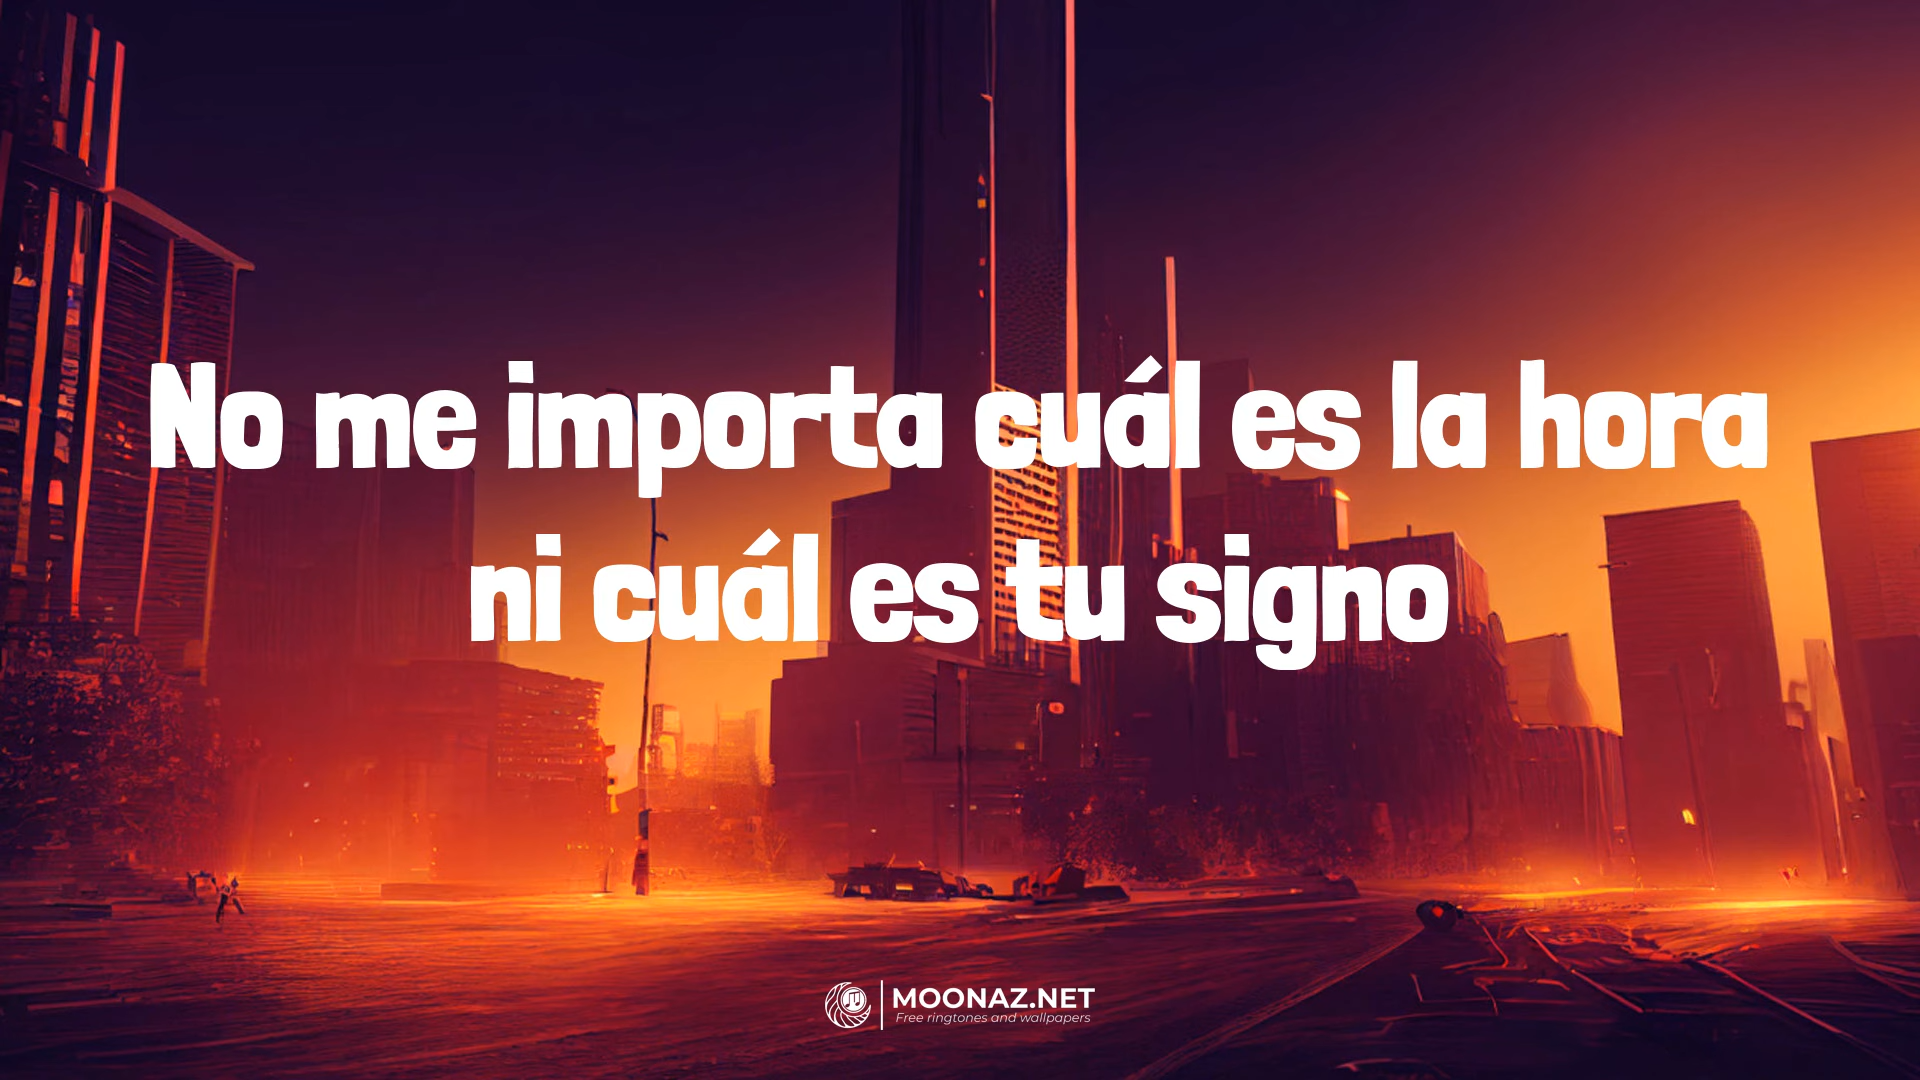 No me importa cuál es la hora
ni cuál es tu signo
MOONAZ.NET
Free ringtones and wallpapers